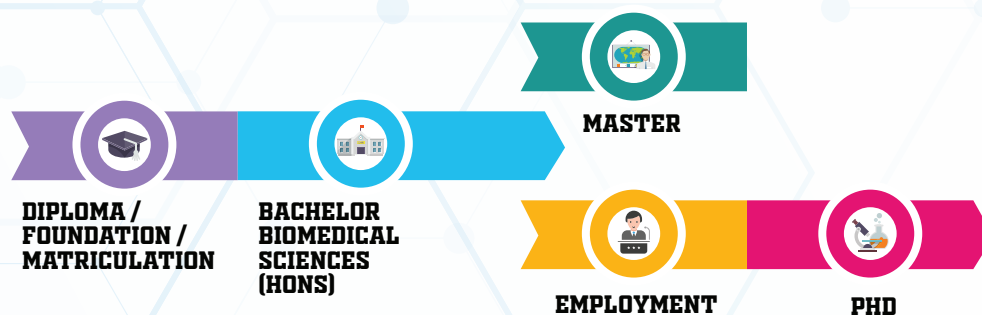 MASTER
DIPLOMA /
FOUNDATION /
MATRICULATION
BACHELOR
BIOMEDICAL
SCIENCES
(HONS)
EMPLOYMENT
PHD